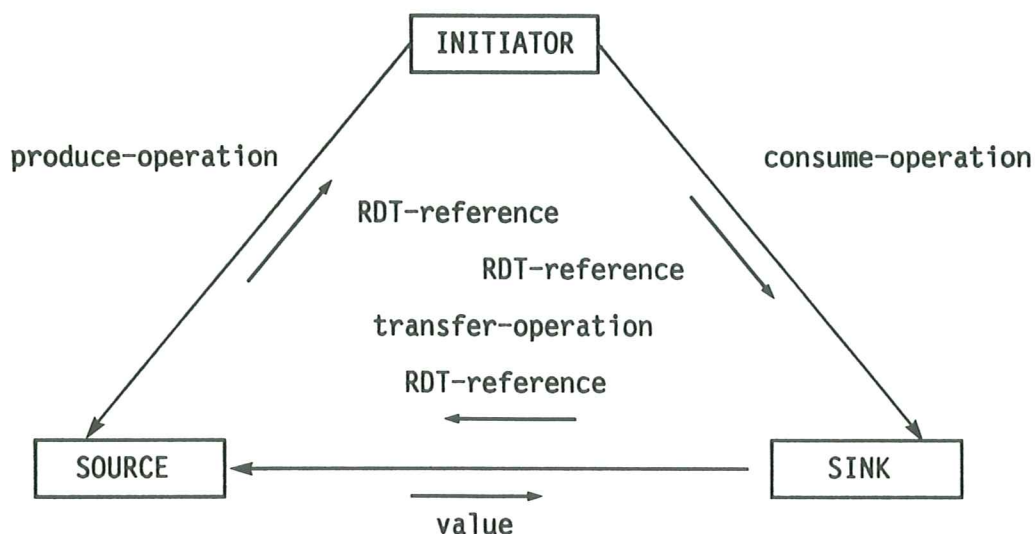 INITIATOR
produce-operation
consume-operation
RDT-reference
RDT-reference
transfer-operation
RDT-reference
SOURCE
SINK
value